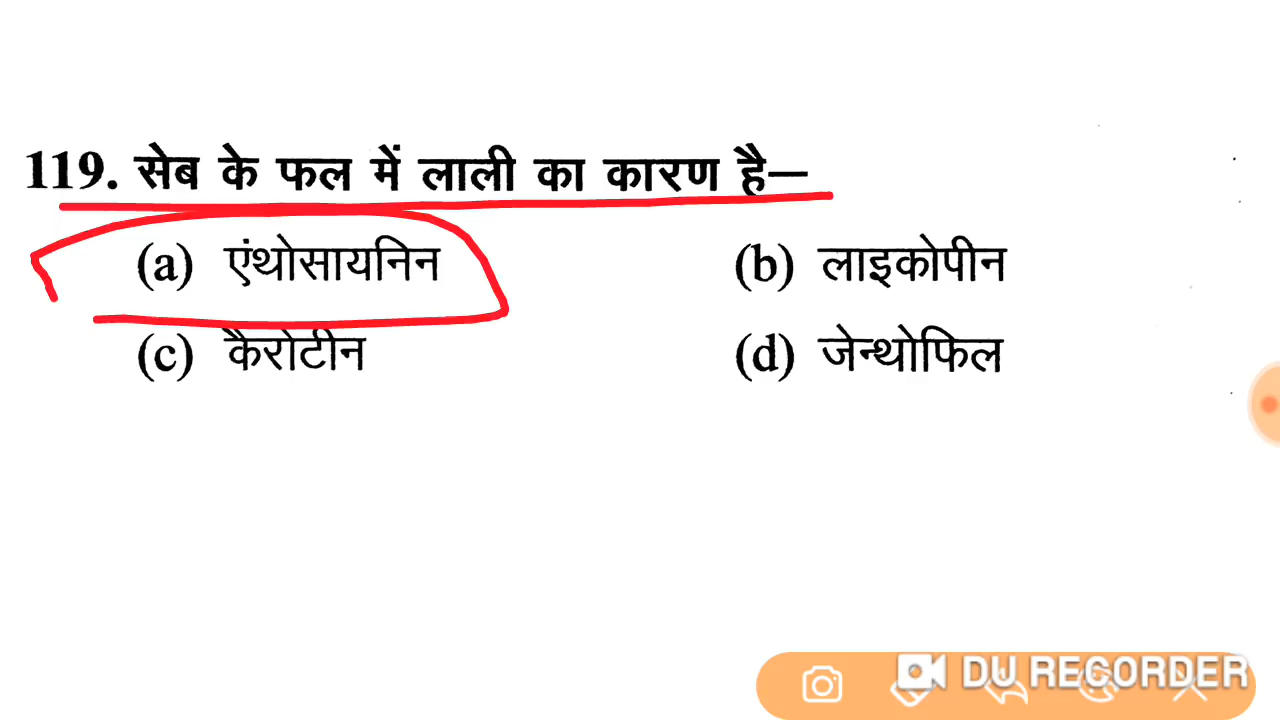 119. सेब के फल में लाली का कारण है—
(a) एंथोसायनिन (b) लाइकोपीन
(c) कैरोटीन (d) जेन्थोफिल
DU RECORDER